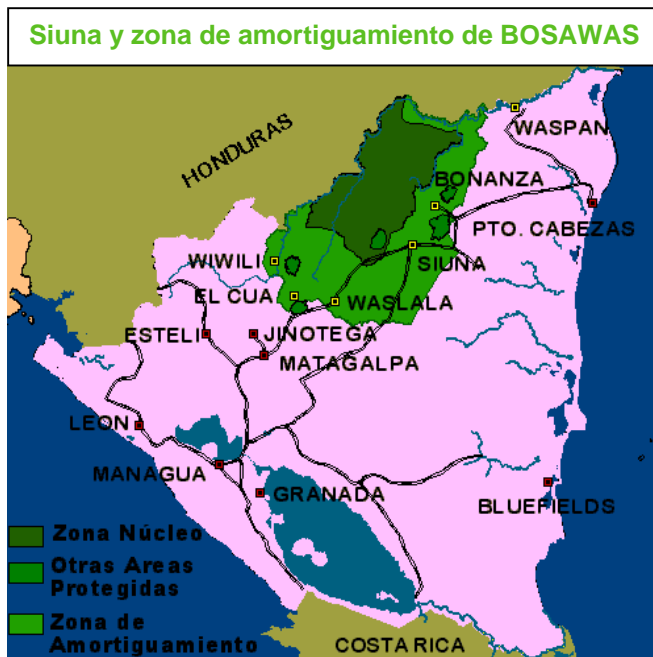 Siuna y zona de amortiguamiento de BOSAWAS
HONDURAS
WASPAN
BONANZA
PTO. CABEZAS
WIWILI
SIUNA
EL CUA
WASLALA
ESTELI
JINOTEGA
MATAGALPA
LEON
MANAGUA
GRANADA
BLUEFIELDS
Zona Núcleo
Otras Areas
Protegidas
Zona de
Amortiguamiento
COSTA RICA